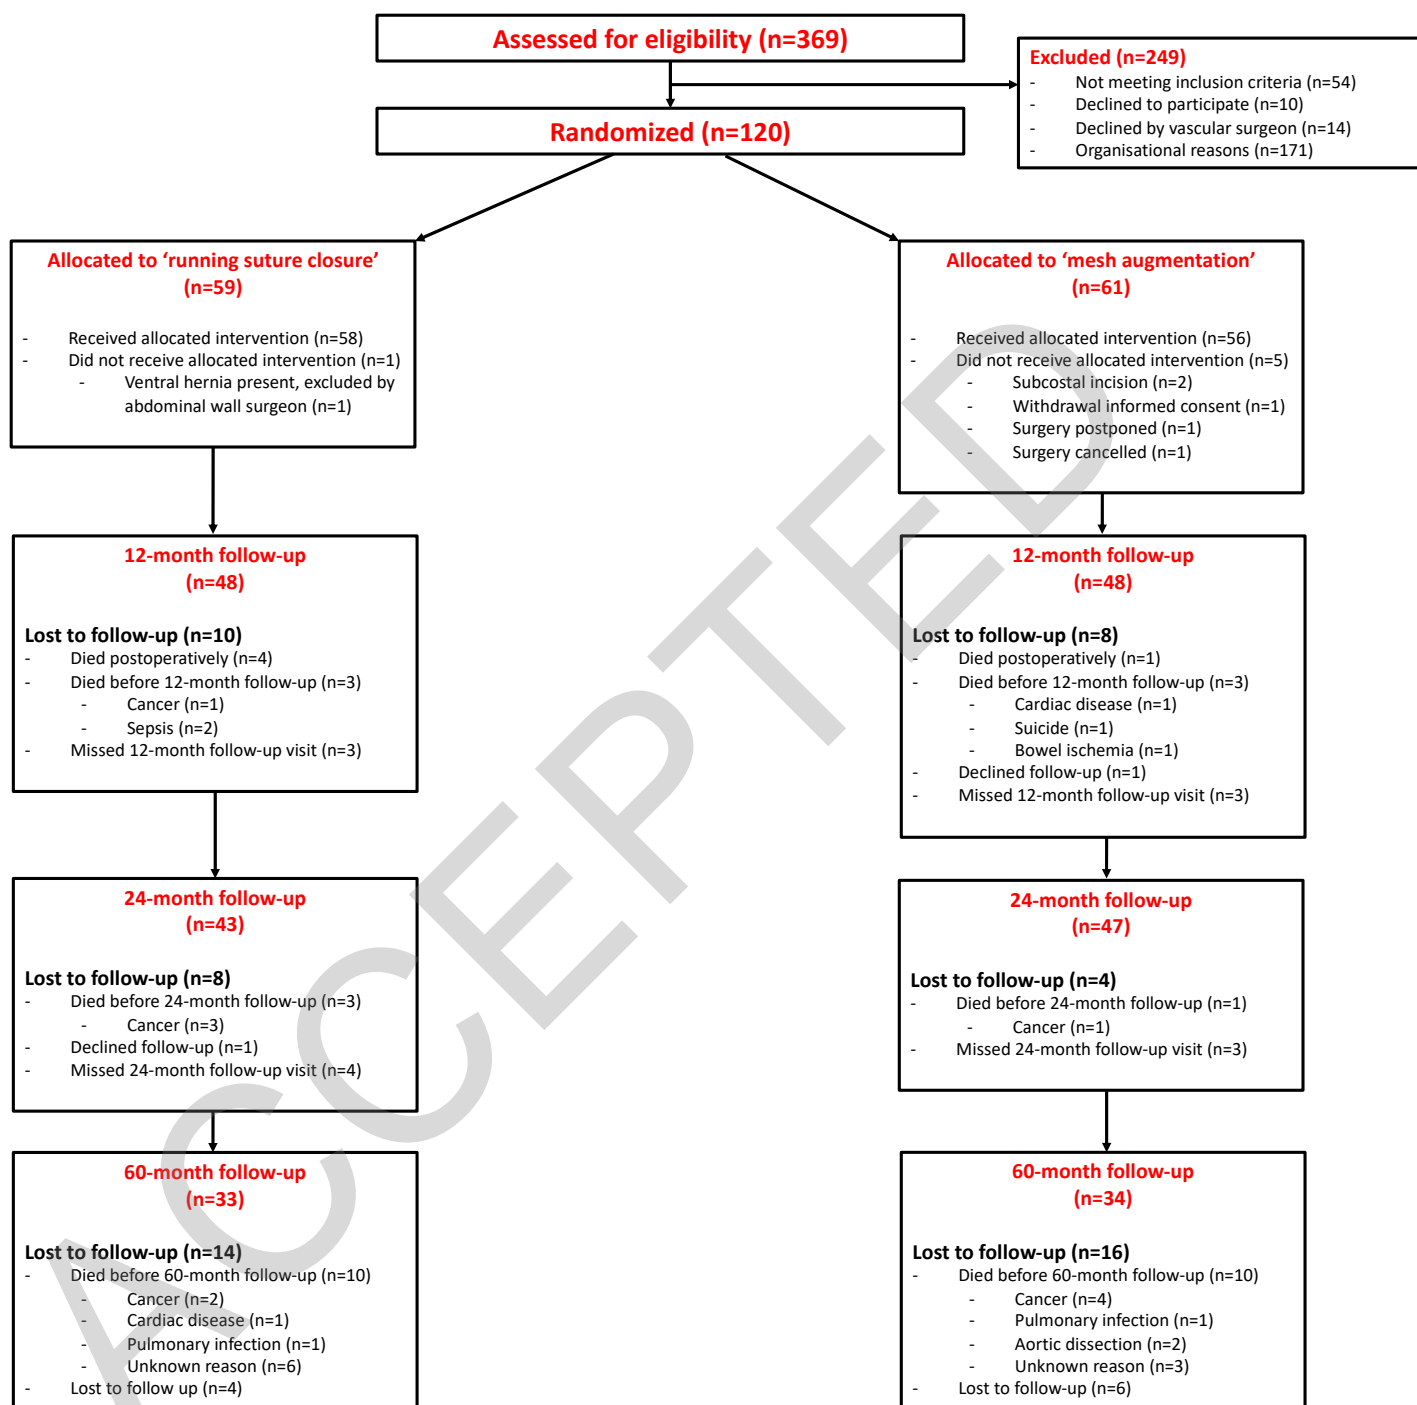 Assessed for eligibility (n=369)
Excluded (n=249)
- Not meeting inclusion criteria (n=54)
- Declined to participate (n=10)
- Declined by vascular surgeon (n=14)
- Organisational reasons (n=171)
Randomized (n=120)
Allocated to ‘running suture closure’
(n=59)
- Received allocated intervention (n=58)
- Did not receive allocated intervention (n=1)
- Ventral hernia present, excluded by
abdominal wall surgeon (n=1)
Allocated to ‘mesh augmentation’
(n=61)
- Received allocated intervention (n=56)
- Did not receive allocated intervention (n=5)
- Subcostal incision (n=2)
- Withdrawal informed consent (n=1)
- Surgery postponed (n=1)
- Surgery cancelled (n=1)
12-month follow-up
(n=48)
Lost to follow-up (n=10)
- Died postoperatively (n=4)
- Died before 12-month follow-up (n=3)
- Cancer (n=1)
- Sepsis (n=2)
- Missed 12-month follow-up visit (n=3)
12-month follow-up
(n=48)
Lost to follow-up (n=8)
- Died postoperatively (n=1)
- Died before 12-month follow-up (n=3)
- Cardiac disease (n=1)
- Suicide (n=1)
- Bowel ischemia (n=1)
- Declined follow-up (n=1)
- Missed 12-month follow-up visit (n=3)
24-month follow-up
(n=43)
Lost to follow-up (n=8)
- Died before 24-month follow-up (n=3)
- Cancer (n=3)
- Declined follow-up (n=1)
- Missed 24-month follow-up visit (n=4)
24-month follow-up
(n=47)
Lost to follow-up (n=4)
- Died before 24-month follow-up (n=1)
- Cancer (n=1)
- Missed 24-month follow-up visit (n=3)
60-month follow-up
(n=33)
Lost to follow-up (n=14)
- Died before 60-month follow-up (n=10)
- Cancer (n=2)
- Cardiac disease (n=1)
- Pulmonary infection (n=1)
- Unknown reason (n=6)
- Lost to follow up (n=4)
60-month follow-up
(n=34)
Lost to follow-up (n=16)
- Died before 60-month follow-up (n=10)
- Cancer (n=4)
- Pulmonary infection (n=1)
- Aortic dissection (n=2)
- Unknown reason (n=3)
- Lost to follow-up (n=6)
ACCEPTED